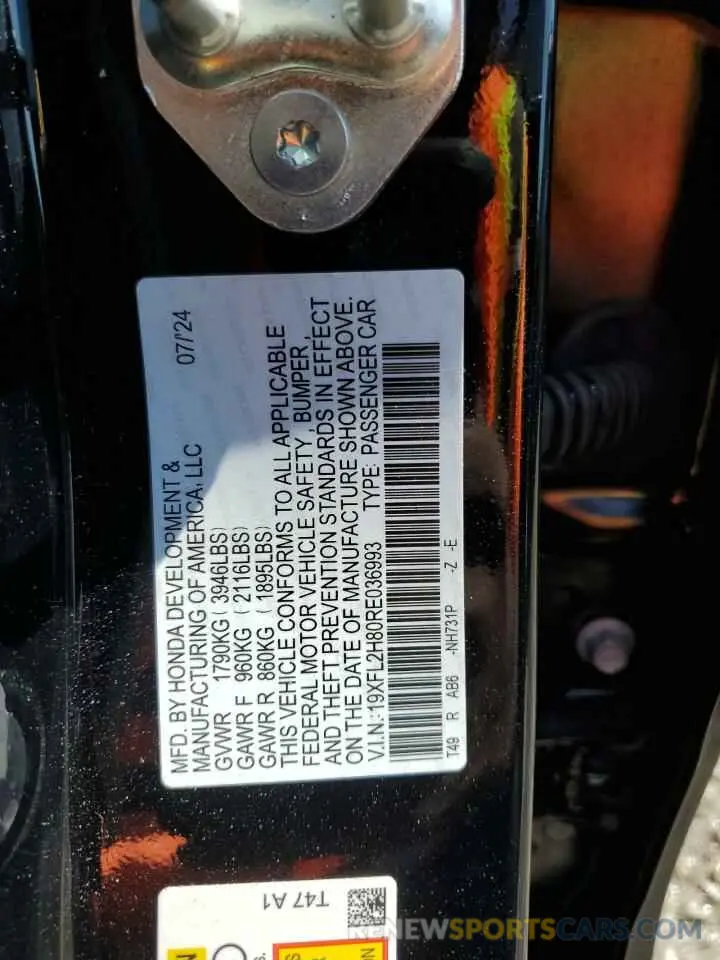 MFD. BY HONDA DEVELOPMENT &
MANUFACTURING OF AMERICA, LLC 07/'24
GVWR 1790KG ( 3946LBS)
GAWR F 960KG ( 2116LBS)
GAWR R 860KG ( 1895LBS)
THIS VEHICLE CONFORMS TO ALL APPLICABLE
FEDERAL MOTOR VEHICLE SAFETY , BUMPER ,
AND THEFT PREVENTION STANDARDS IN EFFECT
ON THE DATE OF MANUFACTURE SHOWN ABOVE.
V.I.N.: 19XFL2H80RE036993 TYPE: PASSENGER CAR
T49 R AB6 -NH731P -Z -E
T47 A1
RENEWSPORTSCARS.COM